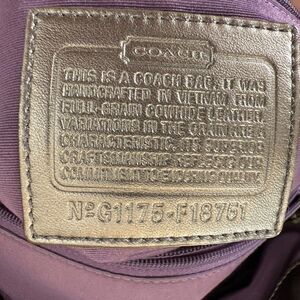 COACH
THIS IS A COACH BAG. IT WAS
HANDCRAFTED IN VIETNAM FROM
FULL-GRAIN COWHIDE LEATHER.
VARIATIONS IN THE GRAIN ARE A
CHARACTERISTIC. ITS SUPERIOR
CRAFTSMANSHIP REFLECTS OUR
COMMITMENT TO ENDURING QUALITY.
Nº G1175-F18751